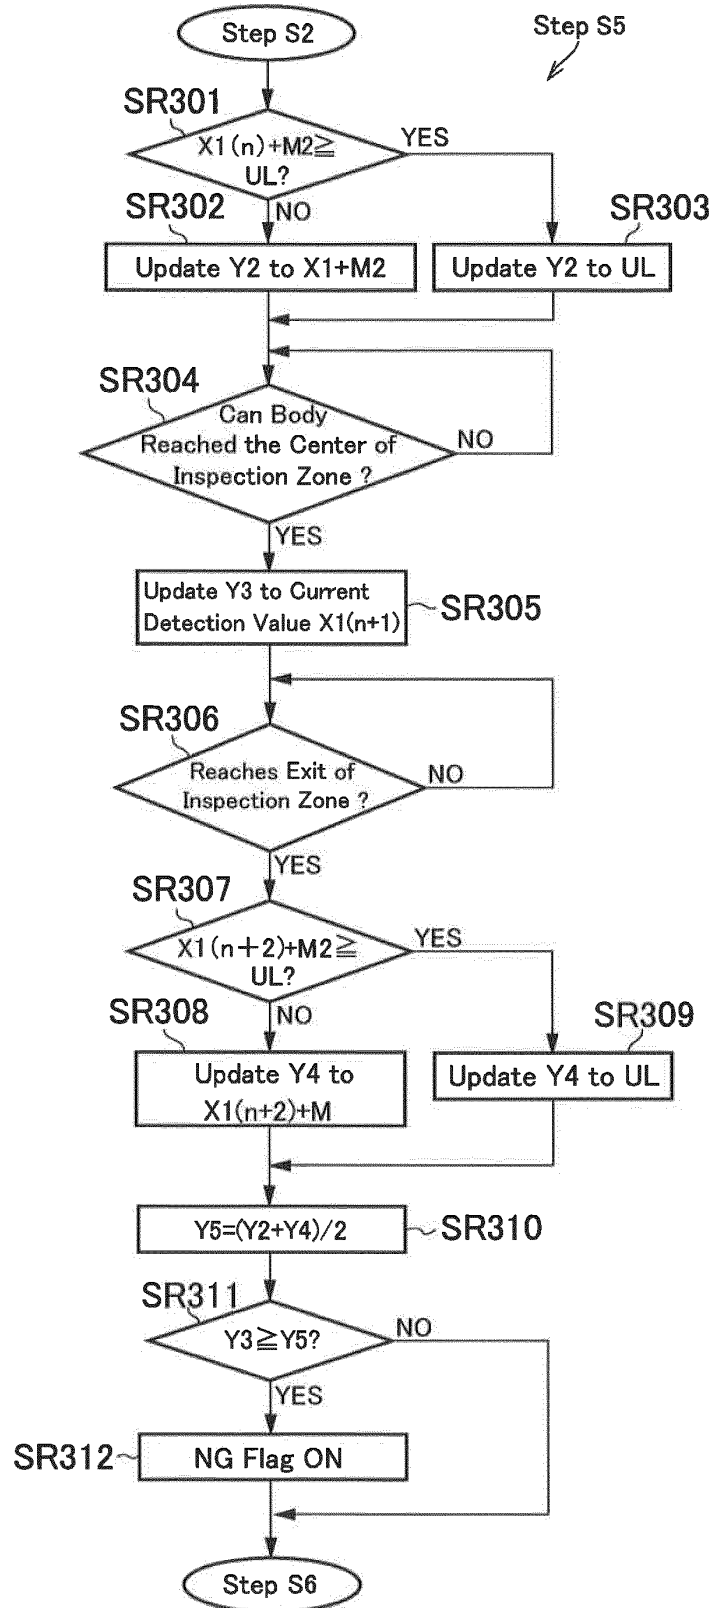 Step S2
Step S5
SR301
X1(n)+M2≧
UL?
YES
NO
SR302
SR303
Update Y2 to X1+M2
Update Y2 to UL
SR304
Can Body
Reached the Center of
Inspection Zone ?
NO
YES
Update Y3 to Current
Detection Value X1(n+1)
SR305
SR306
Reaches Exit of
Inspection Zone ?
NO
YES
SR307
X1(n+2)+M2≧
UL?
YES
NO
SR308
SR309
Update Y4 to
X1(n+2)+M
Update Y4 to UL
Y5=(Y2+Y4)/2
SR310
SR311
Y3≧Y5?
NO
YES
SR312
NG Flag ON
Step S6